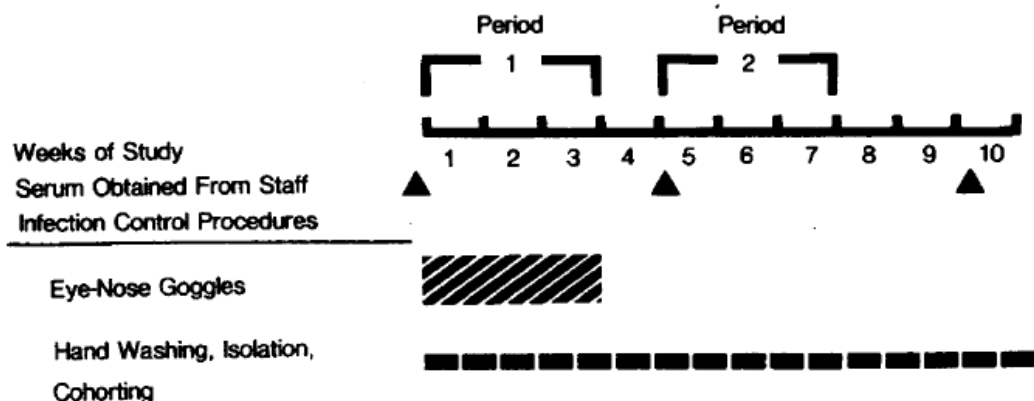 Period Period
1 2
Weeks of Study 1 2 3 4 5 6 7 8 9 10
Serum Obtained From Staff
Infection Control Procedures
Eye-Nose Goggles
Hand Washing, Isolation,
Cohorting